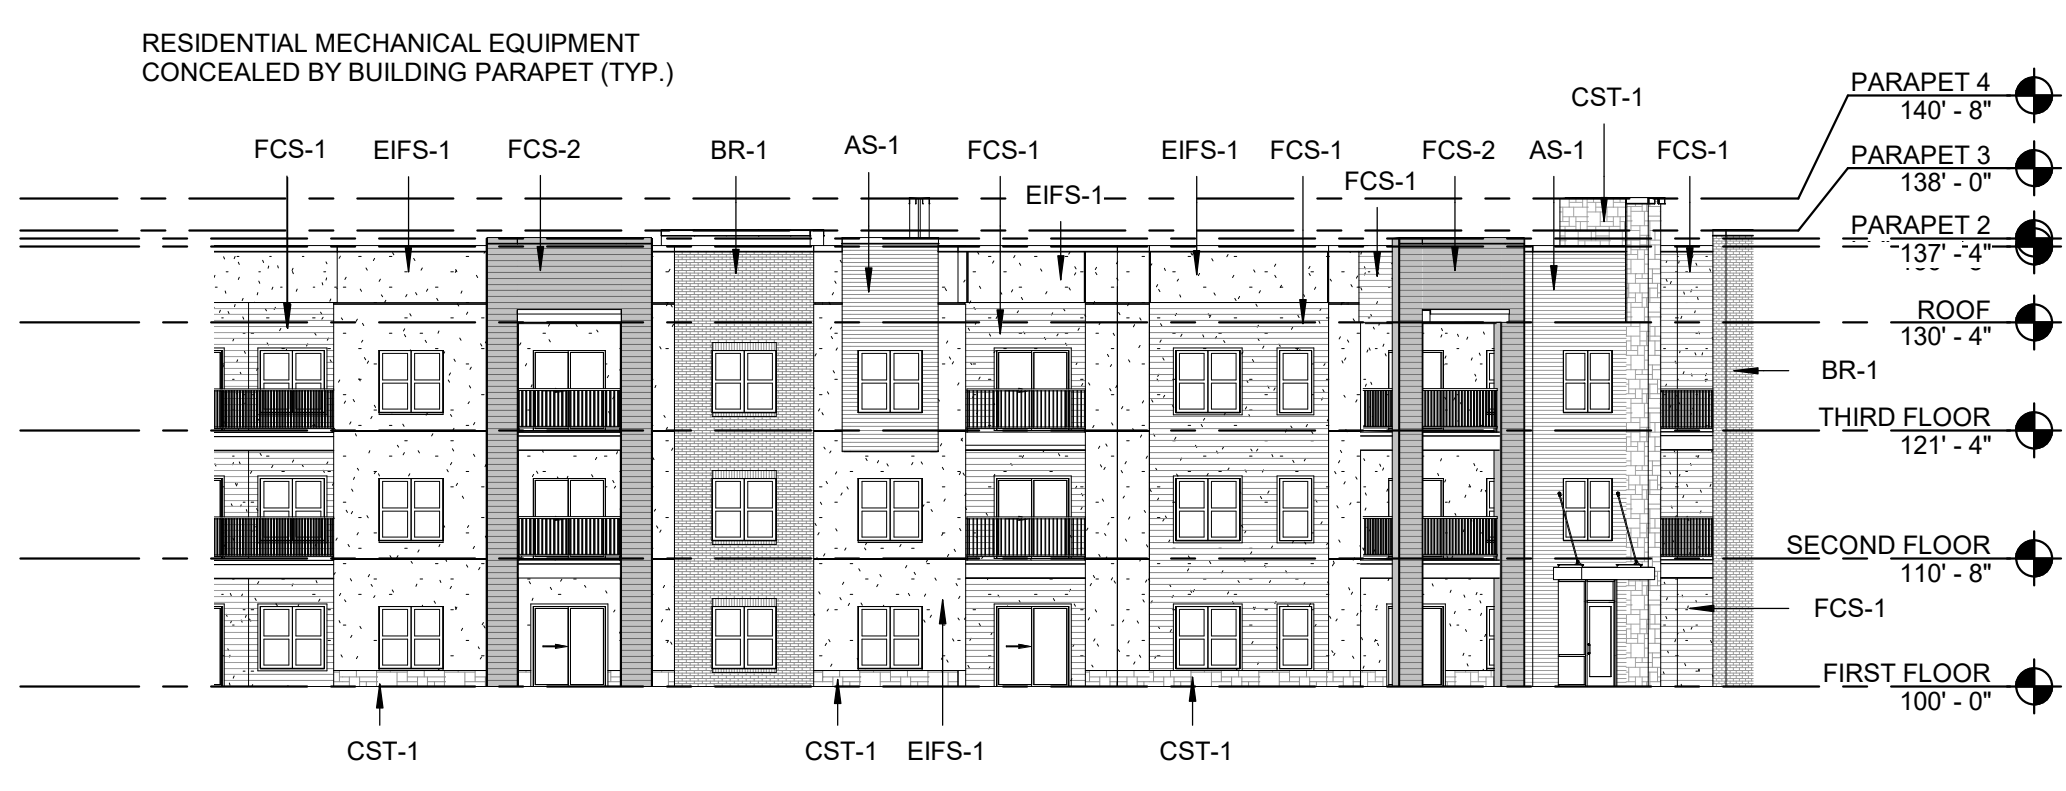 RESIDENTIAL MECHANICAL EQUIPMENT
CONCEALED BY BUILDING PARAPET (TYP.)
PARAPET 4
140' - 8"
CST-1
FCS-1
EIFS-1
FCS-2
BR-1
AS-1
FCS-1
EIFS-1
FCS-1
FCS-2
AS-1
FCS-1
PARAPET 3
138' - 0"
EIFS-1
FCS-1
PARAPET 2
137' - 4"
ROOF
130' - 4"
BR-1
THIRD FLOOR
121' - 4"
SECOND FLOOR
110' - 8"
FCS-1
FIRST FLOOR
100' - 0"
CST-1
CST-1
EIFS-1
CST-1